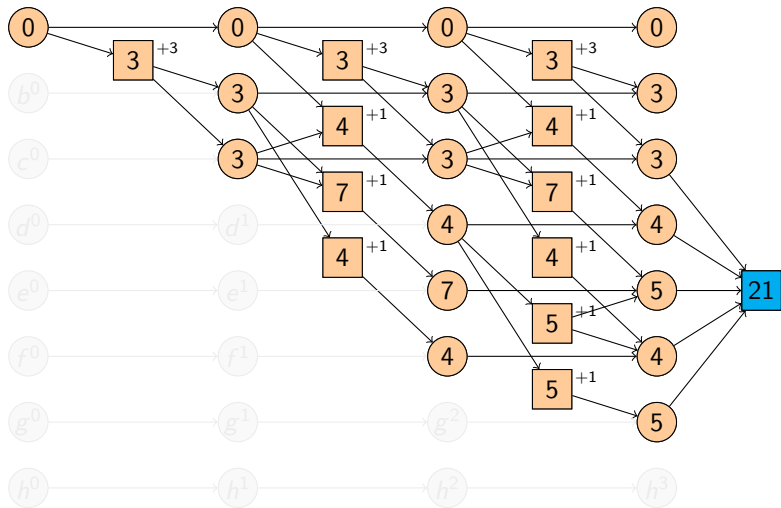 0 0 0 0
3 +3 3 +3 3 +3
b⁰ 3 3 3
4 +1 4 +1
c⁰ 3 3 3
7 +1 7 +1
d⁰ d¹ 4 4
4 +1 4 +1
e⁰ e¹ 7 5 21
5 +1
f⁰ f¹ 4 4
5 +1
g⁰ g¹ g² 5
h⁰ h¹ h² h³